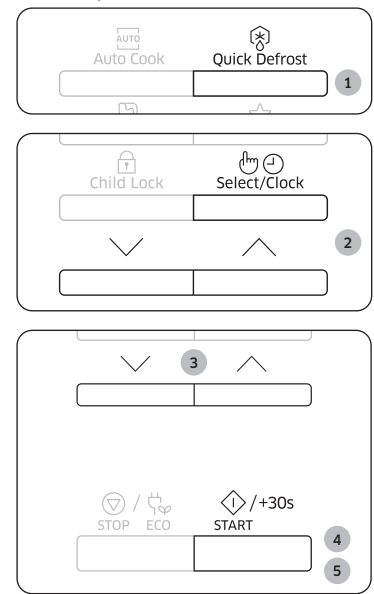 AUTO
Auto Cook Quick Defrost
1
Child Lock Select/Clock
2
3
/ /+30s
STOP ECO START
4
5